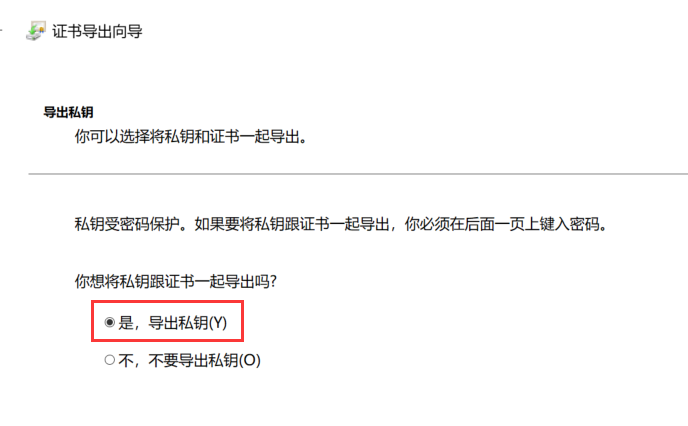 证书导出向导
导出私钥
你可以选择将私钥和证书一起导出。
私钥受密码保护。如果要将私钥跟证书一起导出，你必须在后面一页上键入密码。
你想将私钥跟证书一起导出吗?
是，导出私钥(Y)
不，不要导出私钥(O)